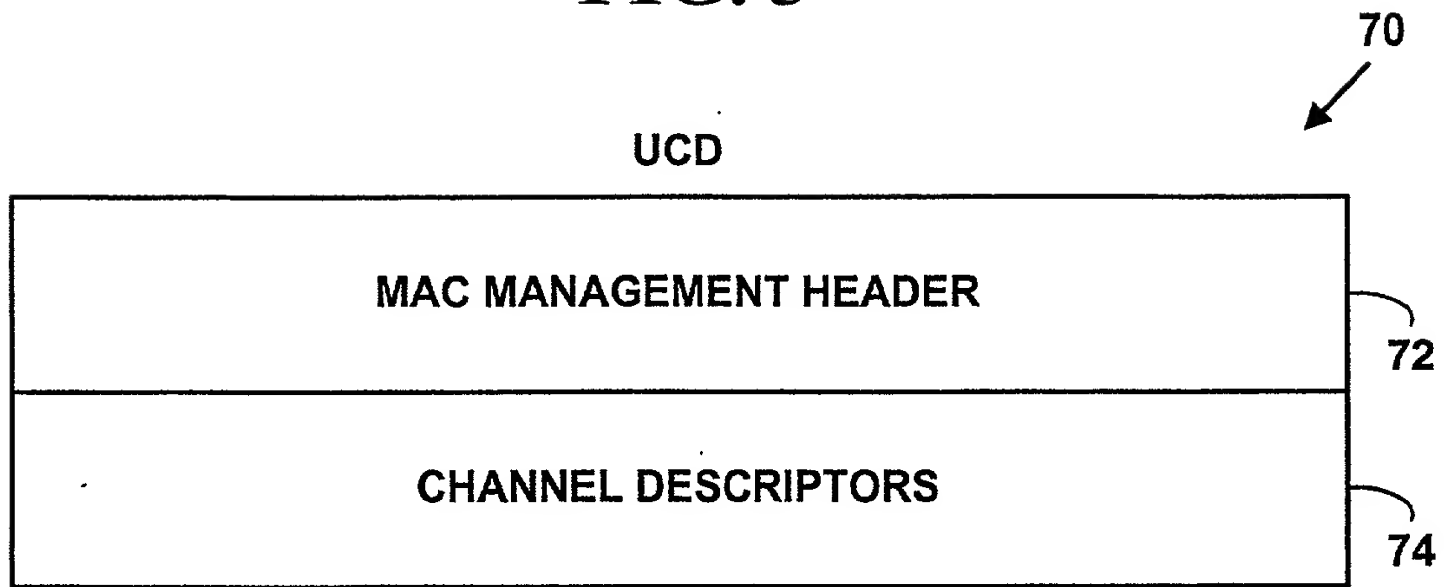 70
UCD
MAC MANAGEMENT HEADER
72
CHANNEL DESCRIPTORS
74